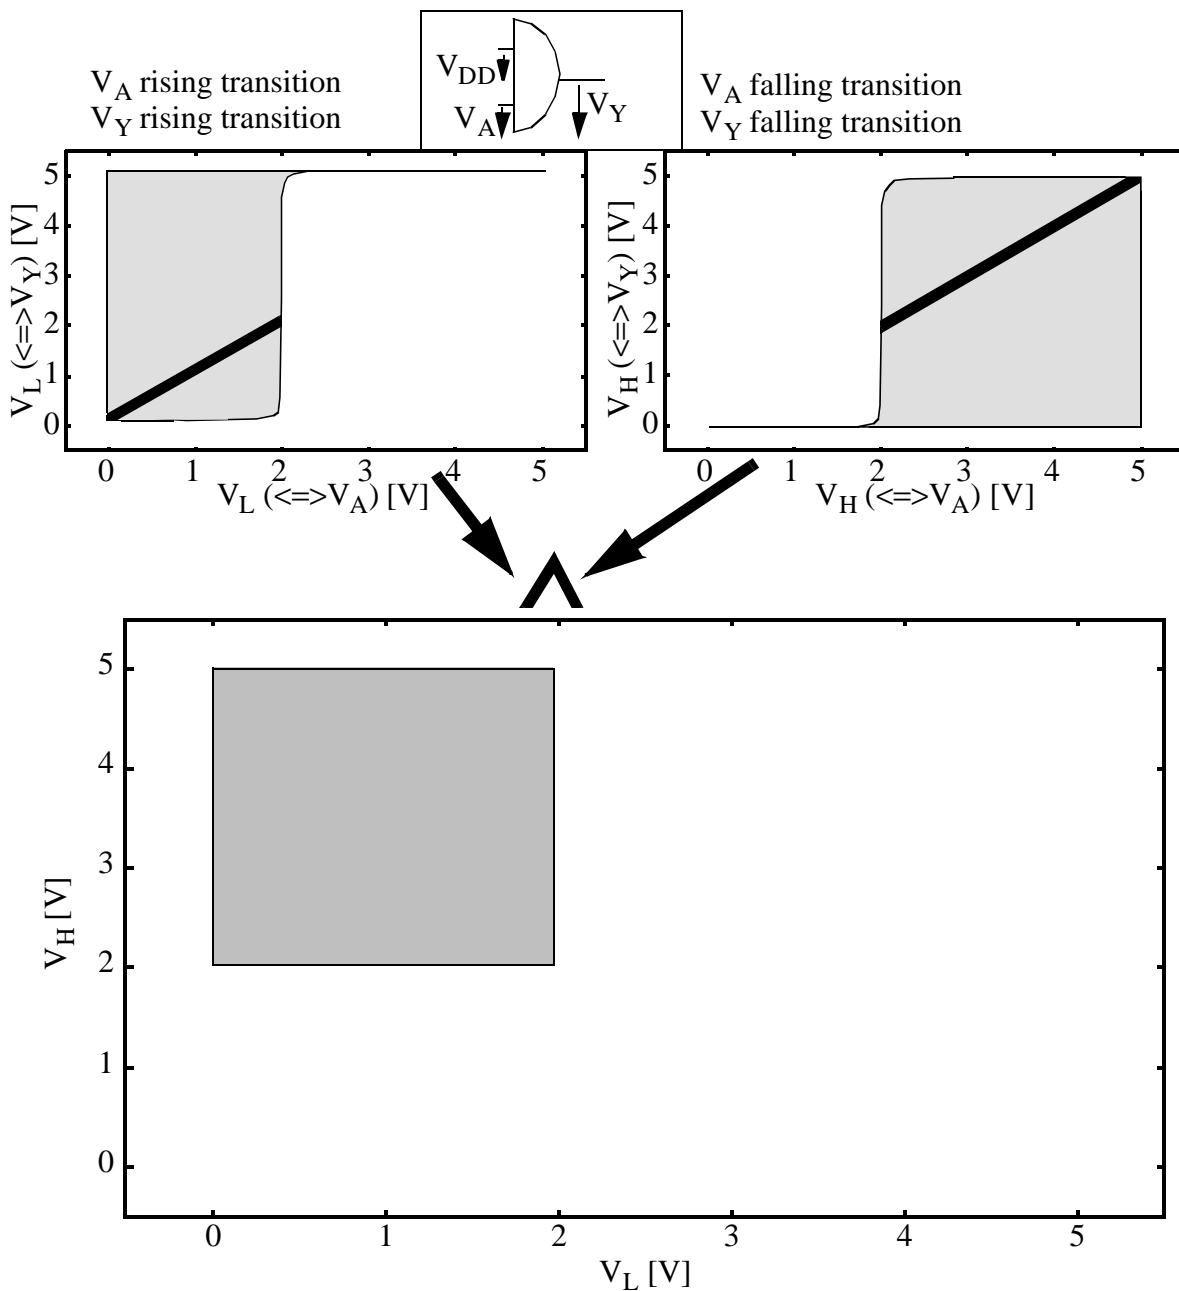 V_DD
V_A
V_Y
V_A rising transition
V_Y rising transition
V_A falling transition
V_Y falling transition
V_L (<=>V_Y) [V]
5
4
3
2
1
0
0 1 2 3 4 5
V_L (<=>V_A) [V]
V_H (<=>V_Y) [V]
5
4
3
2
1
0
0 1 2 3 4 5
V_H (<=>V_A) [V]
V_H [V]
5
4
3
2
1
0
0 1 2 3 4 5
V_L [V]